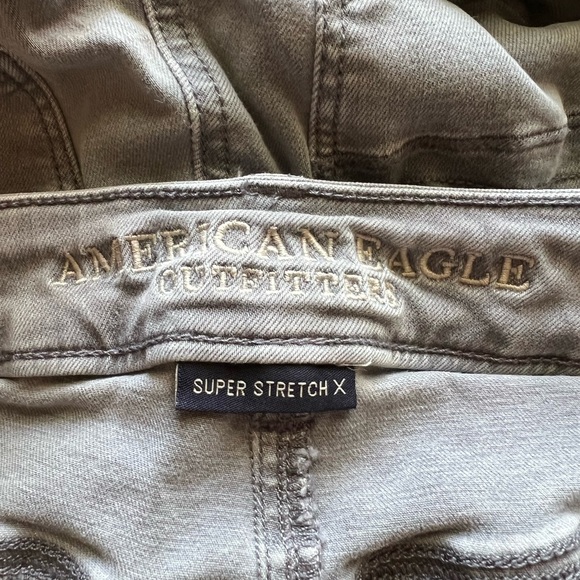 AMERICAN EAGLE
OUTFITTERS
SUPER STRETCH X